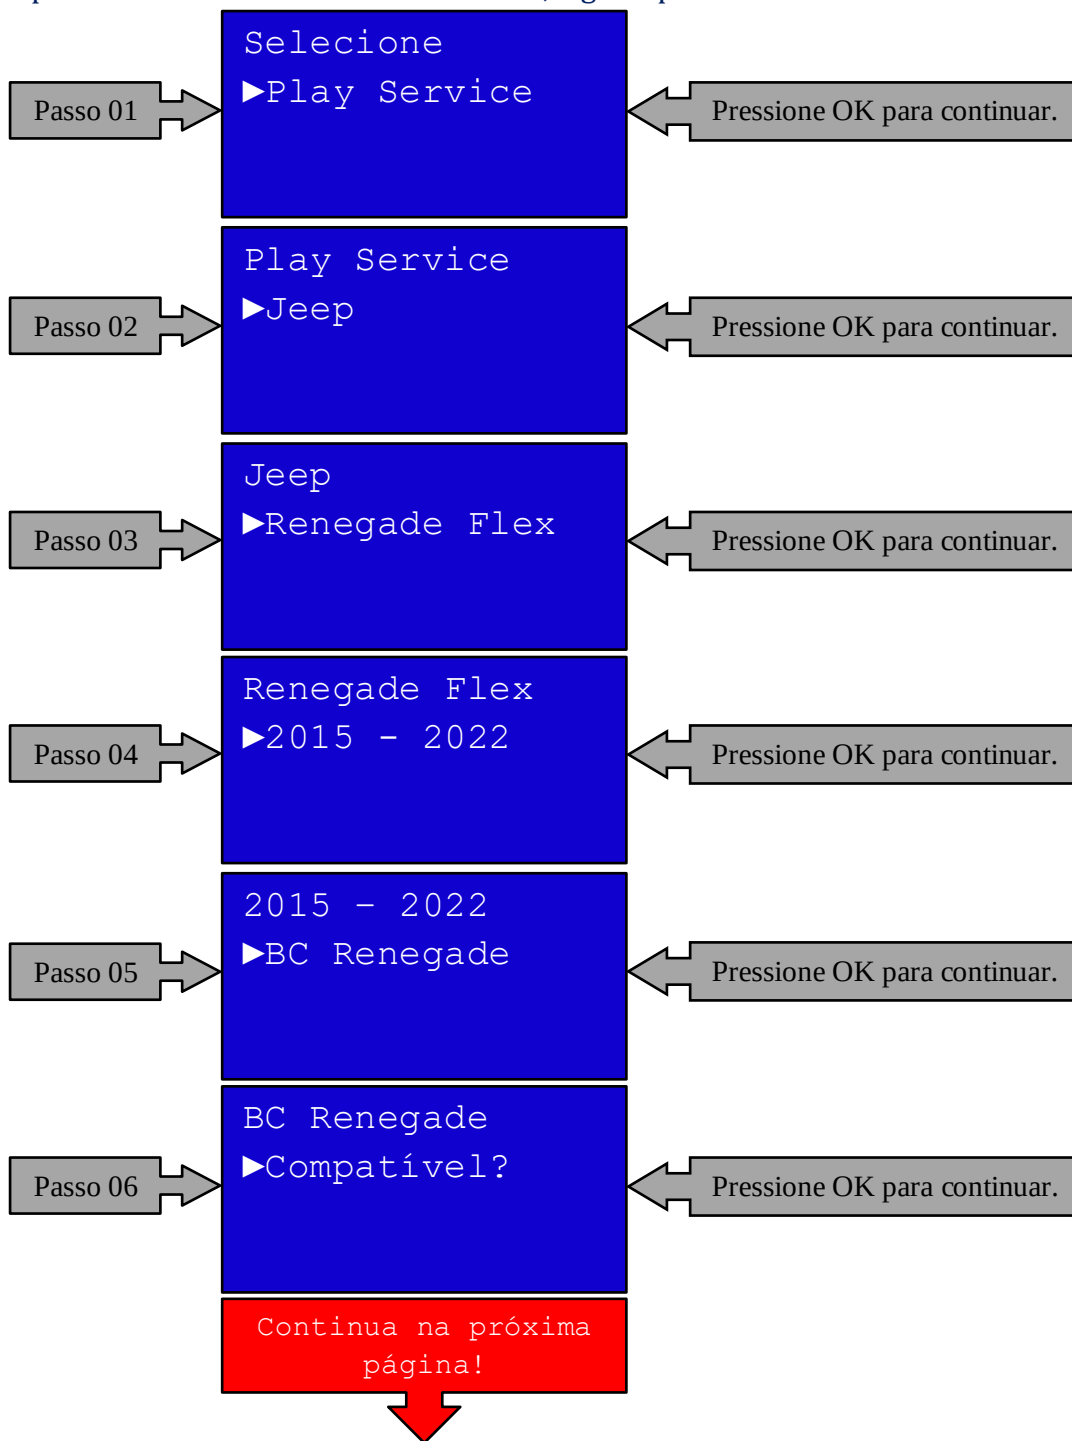 Selecione
►Play Service
Passo 01
Pressione OK para continuar.
Play Service
►Jeep
Passo 02
Pressione OK para continuar.
Jeep
►Renegade Flex
Passo 03
Pressione OK para continuar.
Renegade Flex
►2015 - 2022
Passo 04
Pressione OK para continuar.
2015 – 2022
►BC Renegade
Passo 05
Pressione OK para continuar.
BC Renegade
►Compatível?
Passo 06
Pressione OK para continuar.
Continua na próxima
página!